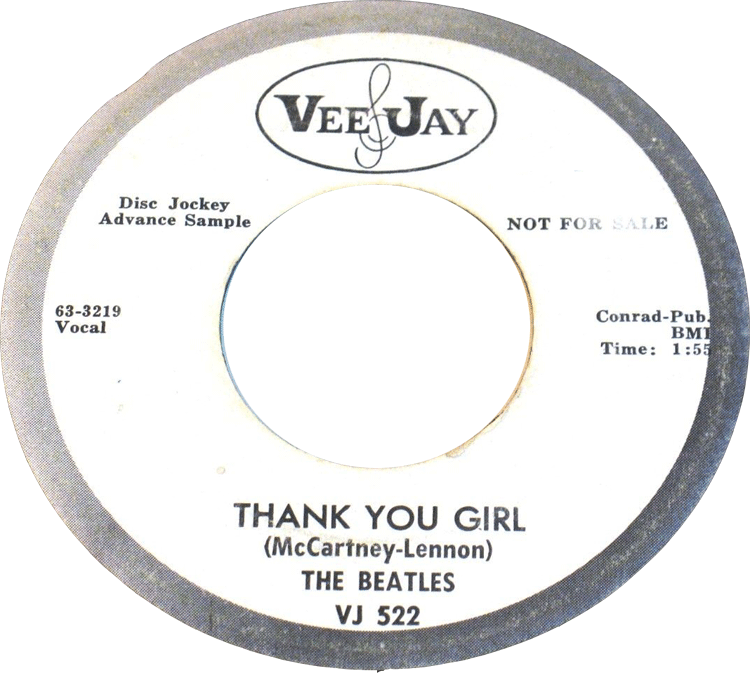 VEE JAY
Disc Jockey
Advance Sample
NOT FOR SALE
63-3219
Vocal
Conrad-Pub.
BMI
Time: 1:55
THANK YOU GIRL
(McCartney-Lennon)
THE BEATLES
VJ 522